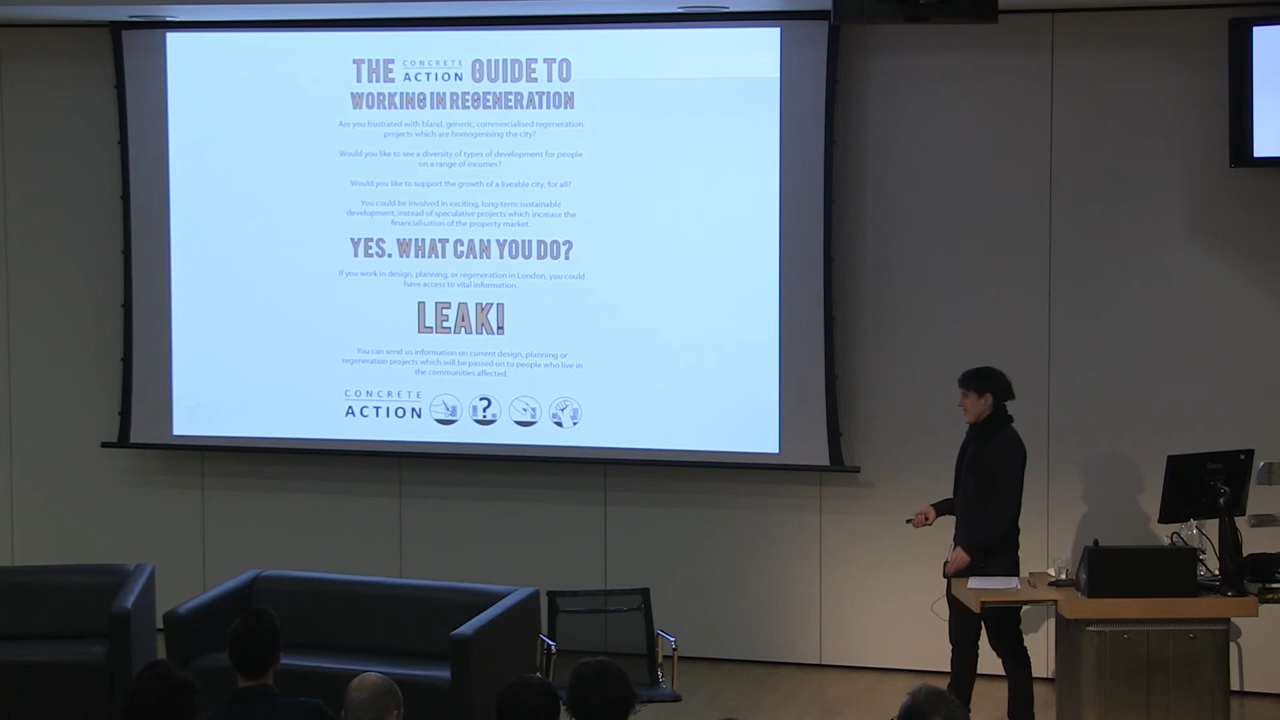 THE CONCRETE ACTION GUIDE TO
WORKING IN REGENERATION
Are you frustrated with bland, generic, commercialised regeneration
projects which are homogenising the city?
Would you like to see a diversity of types of development for people
on a range of incomes?
Would you like to support the growth of a liveable city, for all?
You could be involved in exciting, long-term sustainable
development, instead of speculative projects which increase the
financialisation of the property market.
YES. WHAT CAN YOU DO?
If you work in design, planning, or regeneration in London, you could
have access to vital information.
LEAK!
You can send us information on current design, planning or
regeneration projects which will be passed on to people who live in
the communities affected.
CONCRETE
ACTION
?